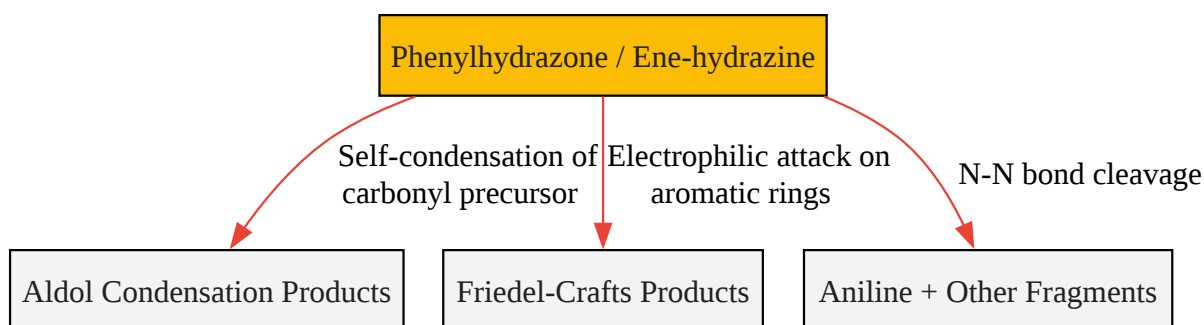 Phenylhydrazone / Ene-hydrazine
Self-condensation of
carbonyl precursor
Electrophilic attack on
aromatic rings
N-N bond cleavage
Aldol Condensation Products
Friedel-Crafts Products
Aniline + Other Fragments